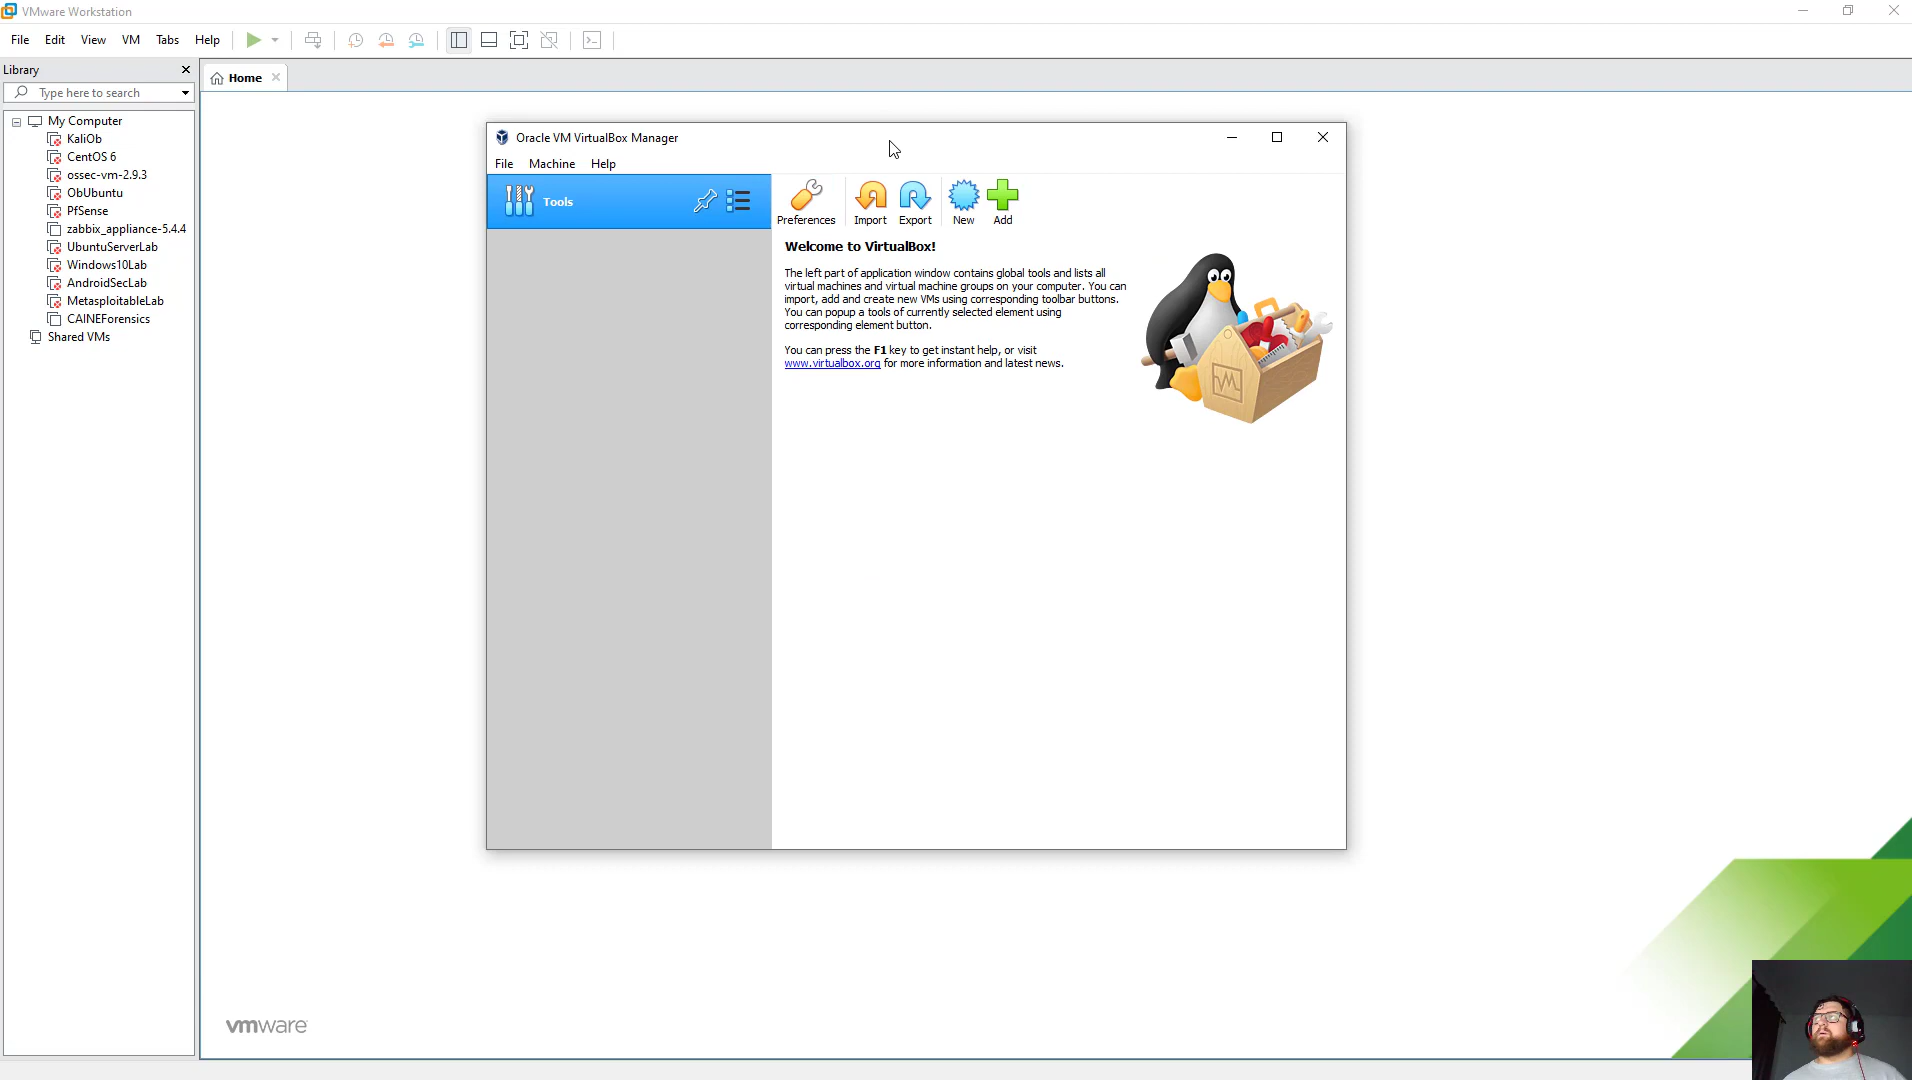 VMware Workstation
File Edit View VM Tabs Help
Library
Type here to search
Home
My Computer
KaliOb
CentOS 6
ossec-vm-2.9.3
ObUbuntu
PfSense
zabbix_appliance-5.4.4
UbuntuServerLab
Windows10Lab
AndroidSecLab
MetasploitableLab
CAINEForensics
Shared VMs
Oracle VM VirtualBox Manager
File Machine Help
Tools
Preferences Import Export New Add
Welcome to VirtualBox!
The left part of application window contains global tools and lists all
virtual machines and virtual machine groups on your computer. You can
import, add and create new VMs using corresponding toolbar buttons.
You can popup a tools of currently selected element using
corresponding element button.
You can press the F1 key to get instant help, or visit
www.virtualbox.org for more information and latest news.
vmware